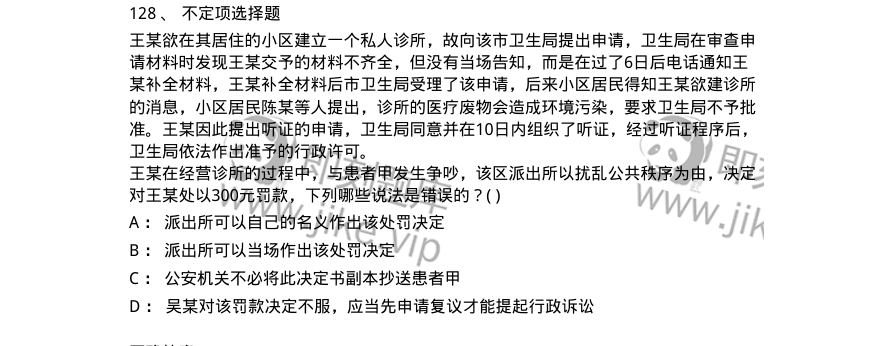 128 、 不定项选择题
王某欲在其居住的小区建立一个私人诊所，故向该市卫生局提出申请，卫生局在审查申
请材料时发现王某交予的材料不齐全，但没有当场告知，而是在过了6日后电话通知王
某补全材料，王某补全材料后市卫生局受理了该申请，后来小区居民得知王某欲建诊所
的消息，小区居民陈某等人提出，诊所的医疗废物会造成环境污染，要求卫生局不予批
准。王某因此提出听证的申请，卫生局同意并在10日内组织了听证，经过听证程序后，
卫生局依法作出准予的行政许可。
王某在经营诊所的过程中，与患者甲发生争吵，该区派出所以扰乱公共秩序为由，决定
对王某处以300元罚款，下列哪些说法是错误的？( )
A ： 派出所可以自己的名义作出该处罚决定
B ： 派出所可以当场作出该处罚决定
C ： 公安机关不必将此决定书副本抄送患者甲
D ： 吴某对该罚款决定不服，应当先申请复议才能提起行政诉讼
即刻题库
www.jike.vip
即刻
www.jik